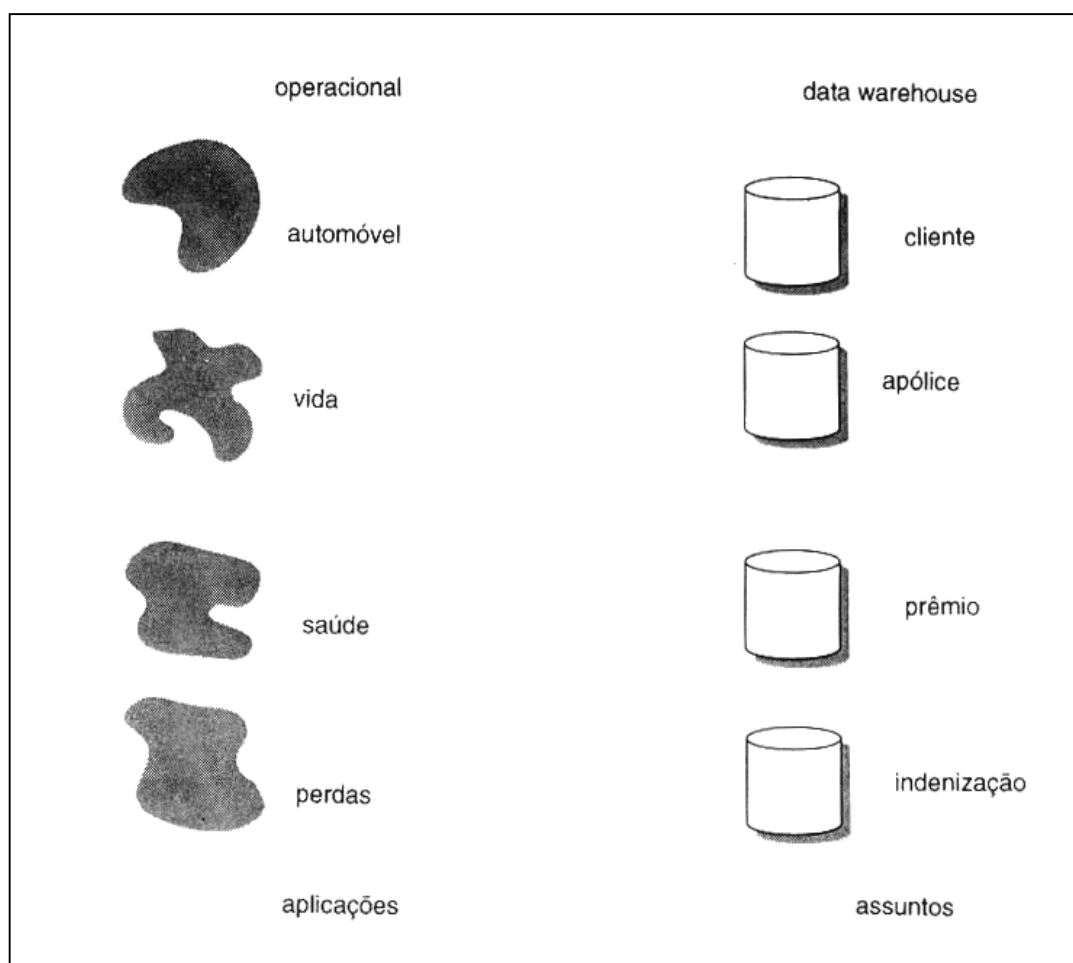 operacional
automóvel
vida
saúde
perdas
aplicações
data warehouse
cliente
apólice
prêmio
indenização
assuntos